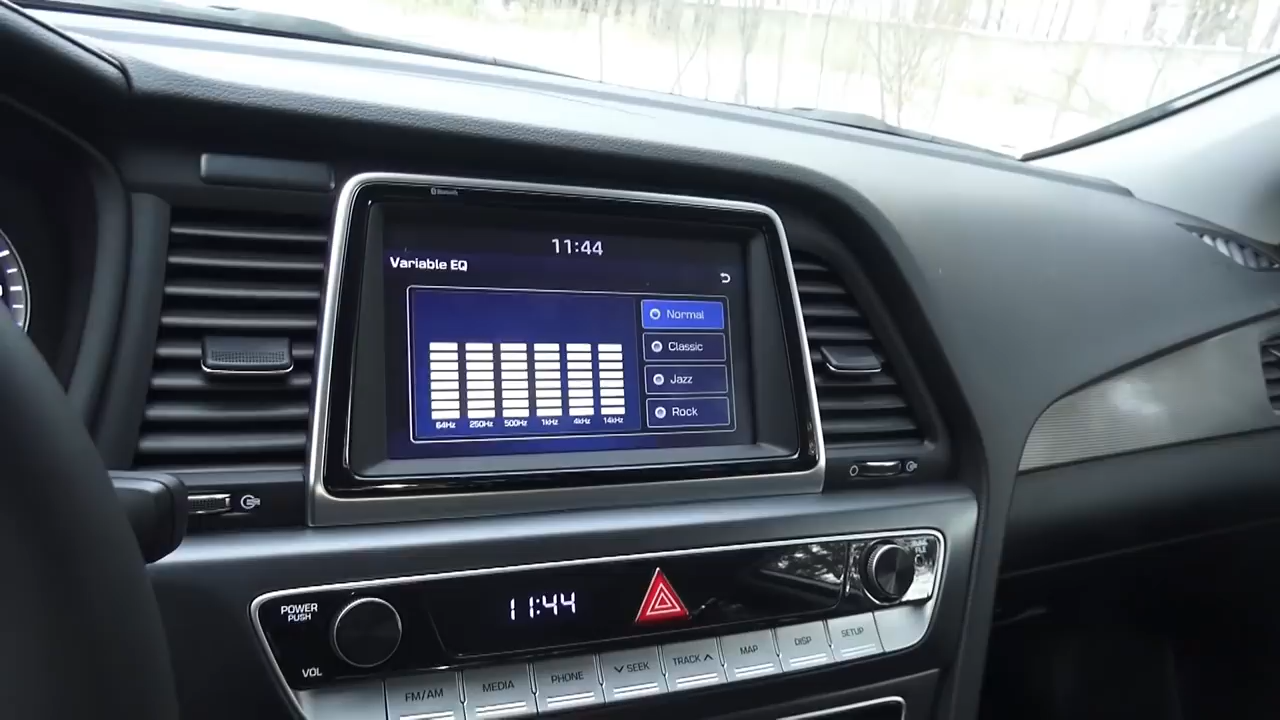 Bluetooth
11:44
Variable EQ
Normal
Classic
Jazz
Rock
64Hz 250Hz 500Hz 1kHz 4kHz 14kHz
POWER
PUSH
11:44
VOL
FM/AM MEDIA PHONE SEEK TRACK MAP DISP SETUP